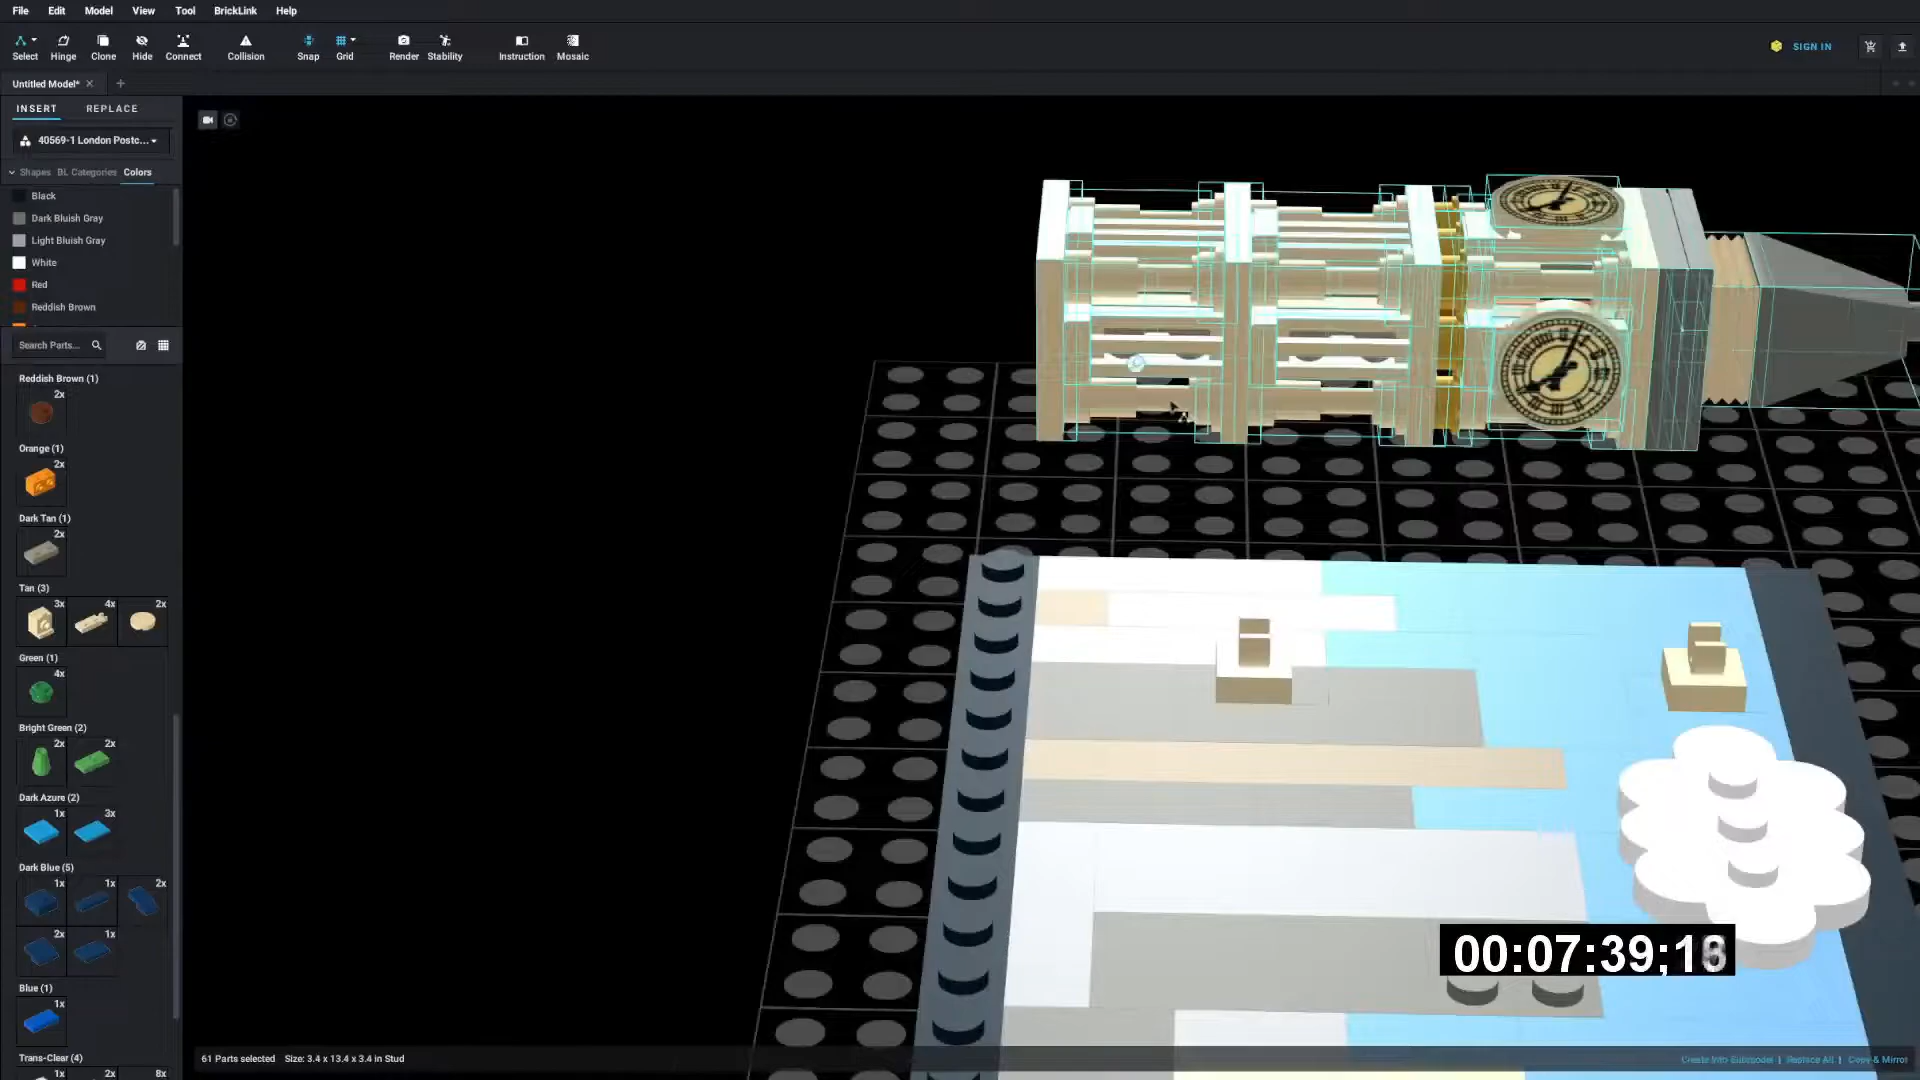 File Edit Model View Tool BrickLink Help
Select Hinge Clone Hide Connect Collision Snap Grid Render Stability Instruction Mosaic
SIGN IN
Untitled Model*
INSERT REPLACE
40569-1 London Postc...
Shapes BL Categories Colors
Black
Dark Bluish Gray
Light Bluish Gray
White
Red
Reddish Brown
Search Parts...
Reddish Brown (1)
2x
Orange (1)
2x
Dark Tan (1)
2x
Tan (3)
3x 4x 2x
Green (1)
4x
Bright Green (2)
2x 2x
Dark Azure (2)
1x 3x
Dark Blue (5)
1x 1x 2x
2x 1x
Blue (1)
1x
Trans-Clear (4)
1x 2x 8x
00:07:39;18
61 Parts selected Size: 3.4 x 13.4 x 3.4 in Stud
Create Into Submodel | Replace All | Copy & Mirror